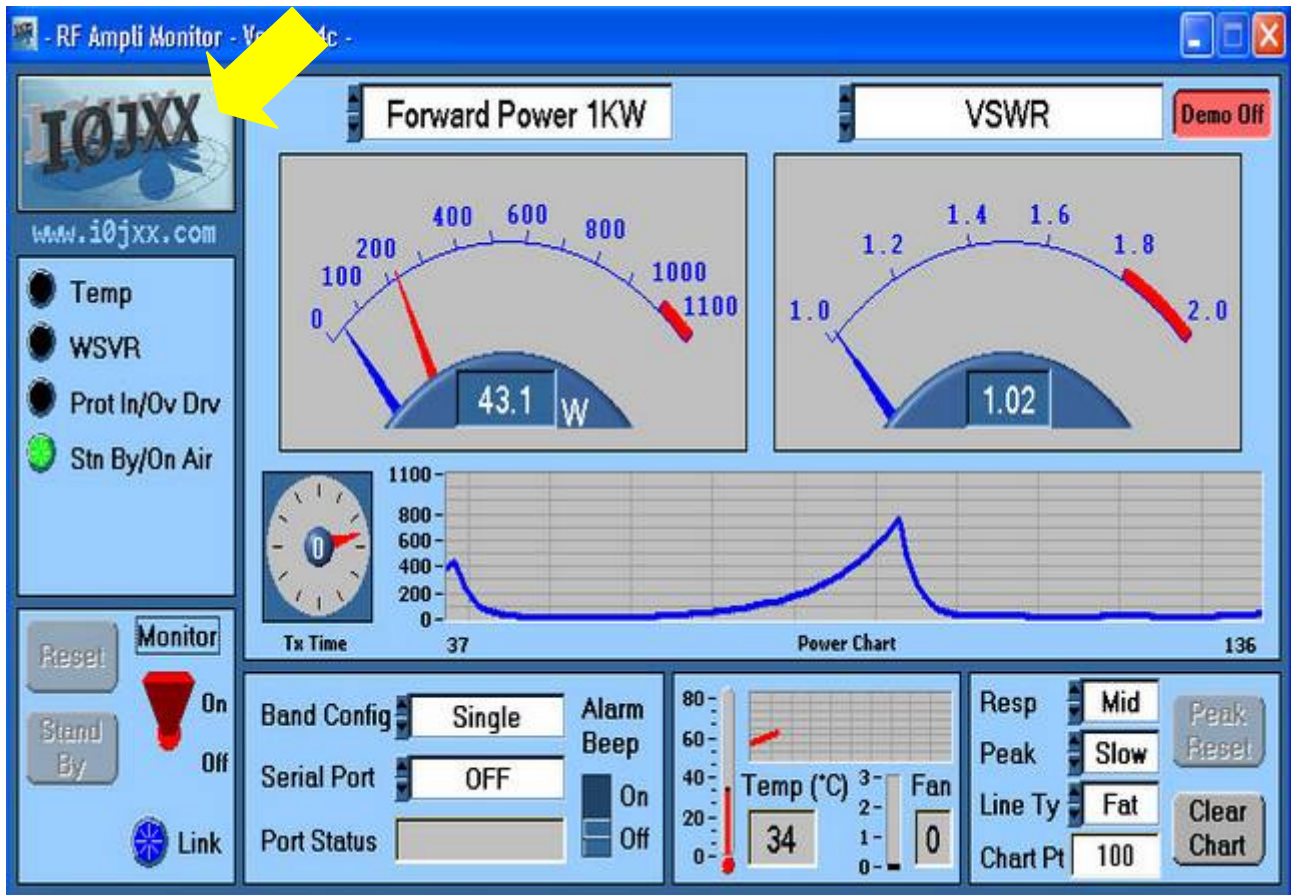 - RF Ampli Monitor - Ve 4c -
IØJXX
www.i0jxx.com
Temp
WSVR
Prot In/Ov Drv
Stn By/On Air
Forward Power 1KW
VSWR
Demo Off
0 100 200 400 600 800 1000 1100
43.1 W
1.0 1.2 1.4 1.6 1.8 2.0
1.02
0
Tx Time
1100
800
600
400
200
0
37 Power Chart 136
Reset
Monitor
On
Stand By
Off
Link
Band Config Single
Serial Port OFF
Port Status
Alarm
Beep
On
Off
80
60
40
20
0
Temp (°C)
34
3
2
1
0
Fan
0
Resp Mid
Peak Slow
Line Ty Fat
Chart Pt 100
Peak
Reset
Clear
Chart